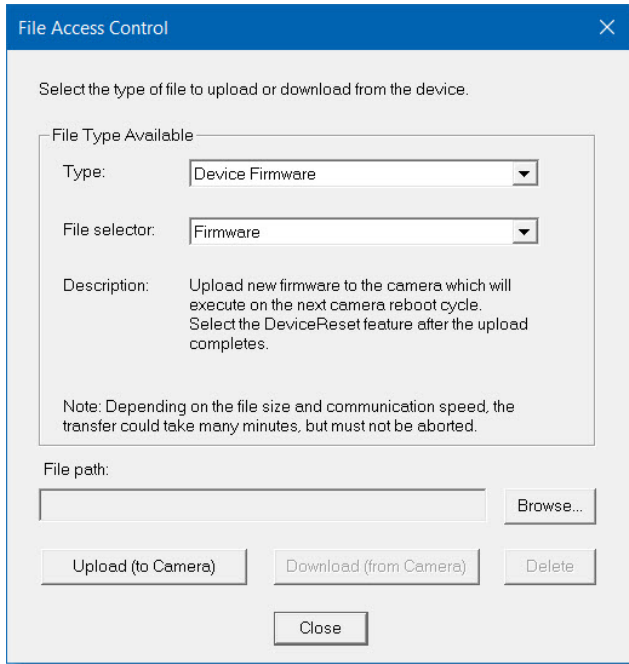 File Access Control
Select the type of file to upload or download from the device.
File Type Available
Type:
Device Firmware
File selector:
Firmware
Description:
Upload new firmware to the camera which will
execute on the next camera reboot cycle.
Select the DeviceReset feature after the upload
completes.
Note: Depending on the file size and communication speed, the
transfer could take many minutes, but must not be aborted.
File path:
Browse...
Upload (to Camera)
Download (from Camera)
Delete
Close